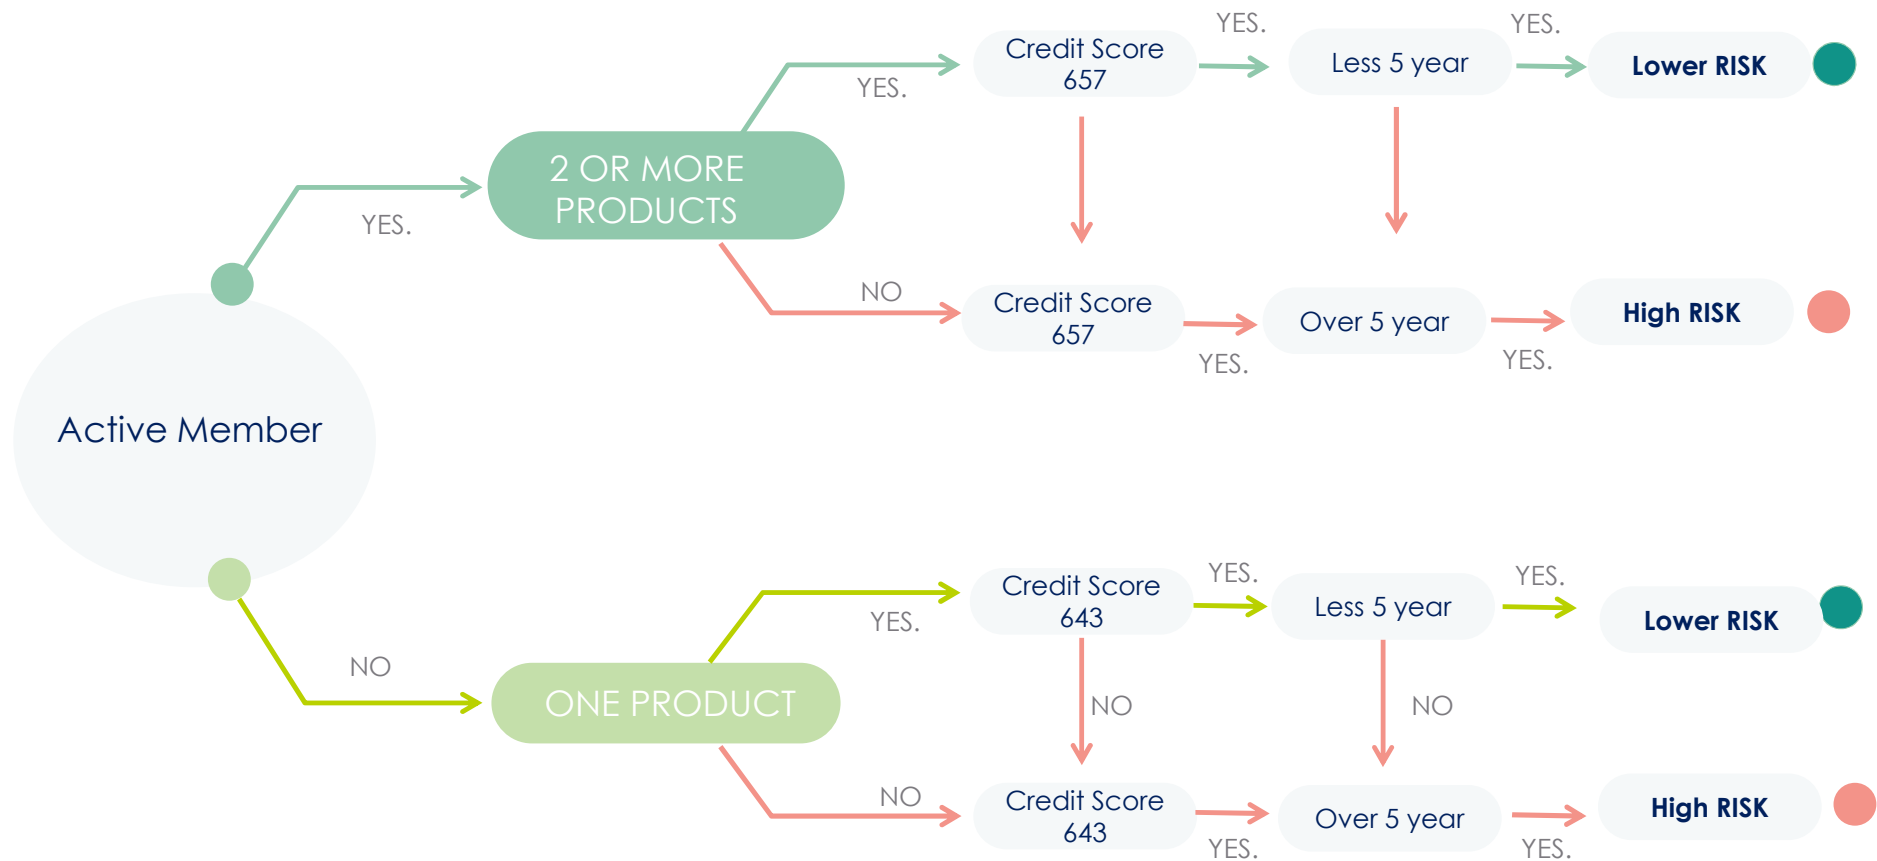 YES.
YES.
Credit Score
657
Less 5 year
Lower RISK
YES.
2 OR MORE
PRODUCTS
YES.
NO
Credit Score
657
Over 5 year
High RISK
YES.
YES.
Active Member
YES.
YES.
Credit Score
643
Less 5 year
Lower RISK
YES.
NO
ONE PRODUCT
NO
NO
NO
Credit Score
643
Over 5 year
High RISK
YES.
YES.